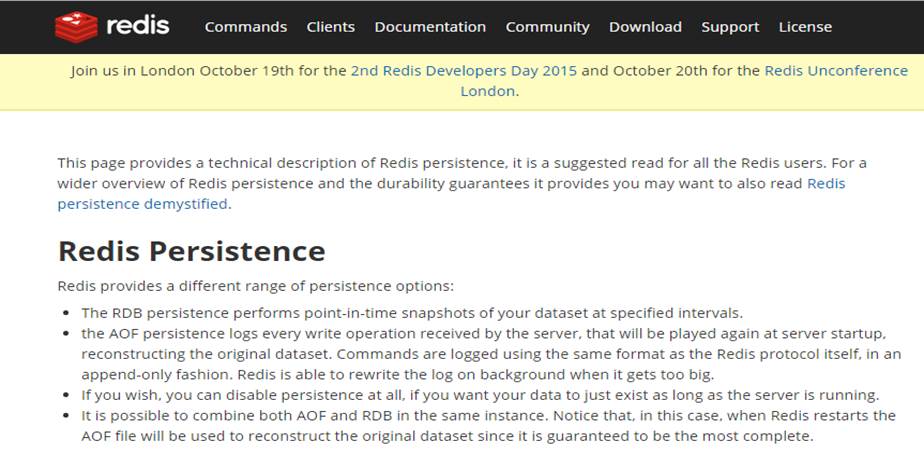 redis Commands Clients Documentation Community Download Support License
Join us in London October 19th for the 2nd Redis Developers Day 2015 and October 20th for the Redis Unconference
London.
This page provides a technical description of Redis persistence, it is a suggested read for all the Redis users. For a
wider overview of Redis persistence and the durability guarantees it provides you may want to also read Redis
persistence demystified.
Redis Persistence
Redis provides a different range of persistence options:
• The RDB persistence performs point-in-time snapshots of your dataset at specified intervals.
• the AOF persistence logs every write operation received by the server, that will be played again at server startup,
reconstructing the original dataset. Commands are logged using the same format as the Redis protocol itself, in an
append-only fashion. Redis is able to rewrite the log on background when it gets too big.
• If you wish, you can disable persistence at all, if you want your data to just exist as long as the server is running.
• It is possible to combine both AOF and RDB in the same instance. Notice that, in this case, when Redis restarts the
AOF file will be used to reconstruct the original dataset since it is guaranteed to be the most complete.